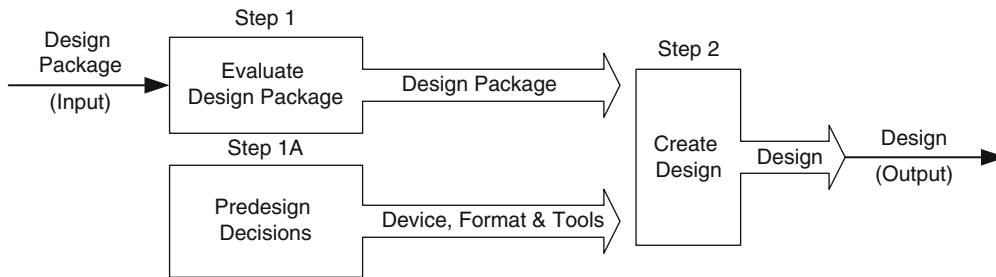 Step 1
Design
Package
(Input)
Evaluate
Design Package
Design Package
Step 1A
Predesign
Decisions
Device, Format & Tools
Step 2
Create
Design
Design
Design
(Output)